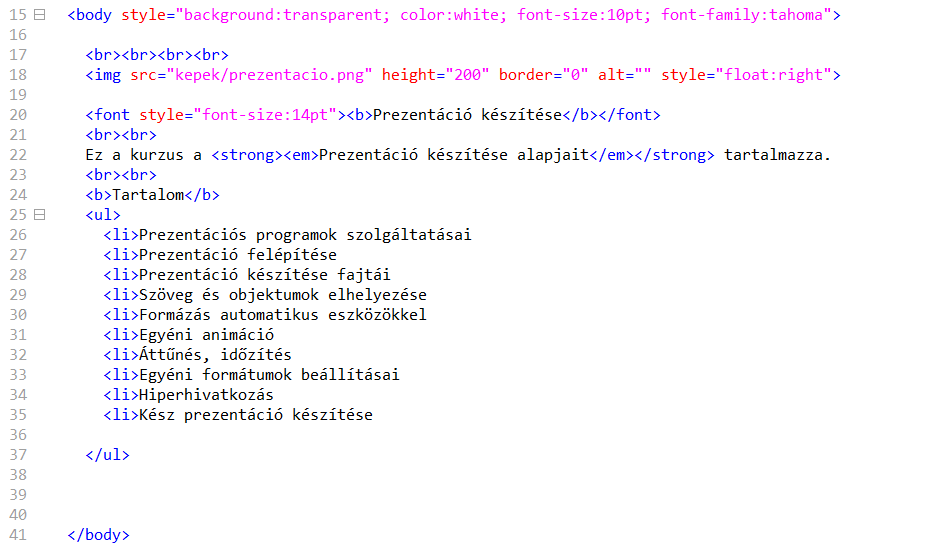 15 <body style="background:transparent; color:white; font-size:10pt; font-family:tahoma">
16
17 <br><br><br><br>
18 <img src="kepek/prezentacio.png" height="200" border="0" alt="" style="float:right">
19
20 <font style="font-size:14pt"><b>Prezentáció készítése</b></font>
21 <br><br>
22 Ez a kurzus a <strong><em>Prezentáció készítése alapjait</em></strong> tartalmazza.
23 <br><br>
24 <b>Tartalom</b>
25 <ul>
26 <li>Prezentációs programok szolgáltatásai
27 <li>Prezentáció felépítése
28 <li>Prezentáció készítése fajtái
29 <li>Szöveg és objektumok elhelyezése
30 <li>Formázás automatikus eszközökkel
31 <li>Egyéni animáció
32 <li>Áttűnés, időzítés
33 <li>Egyéni formátumok beállításai
34 <li>Hiperhivatkozás
35 <li>Kész prezentáció készítése
36
37 </ul>
38
39
40
41 </body>